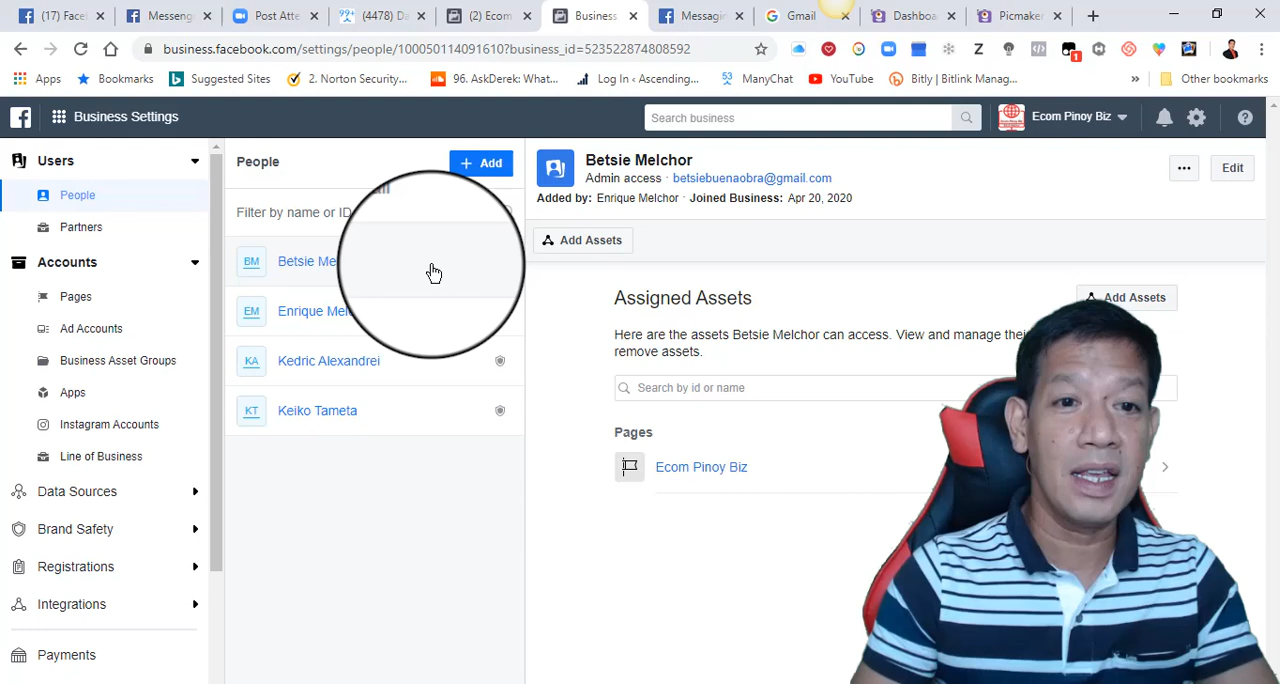 (17) Fac
Messeng
Post Atte
(4478) Da
(2) Ecom
Business
Messagin
Gmail
Dashboa
Picmaker
business.facebook.com/settings/people/100050114091610?business_id=523522874808592
Apps
Bookmarks
Suggested Sites
2. Norton Security...
96. AskDerek: What...
Log In ‹ Ascending...
ManyChat
YouTube
Bitly | Bitlink Manag...
Other bookmarks
Business Settings
Search business
Ecom Pinoy Biz
Users
People
Partners
Accounts
Pages
Ad Accounts
Business Asset Groups
Apps
Instagram Accounts
Line of Business
Data Sources
Brand Safety
Registrations
Integrations
Payments
People
+ Add
Filter by name or ID
BM Betsie Me
EM Enrique Mel
KA Kedric Alexandrei
KT Keiko Tameta
Betsie Melchor
Admin access · betsiebuenaobra@gmail.com
Added by: Enrique Melchor · Joined Business: Apr 20, 2020
Edit
Add Assets
Assigned Assets
Add Assets
Here are the assets Betsie Melchor can access. View and manage thei
remove assets.
Search by id or name
Pages
Ecom Pinoy Biz